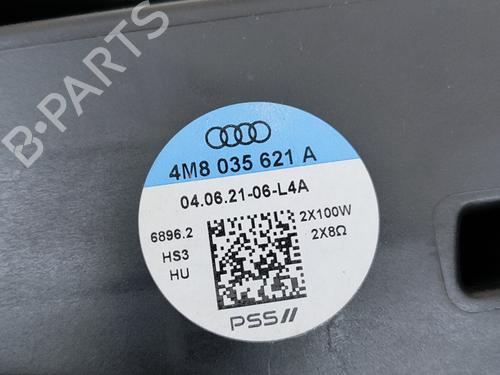 B-PARTS
4M8 035 621 A
04.06.21-06-L4A
6896.2
HS3
HU
2X100W
2X8Ω
PSS//